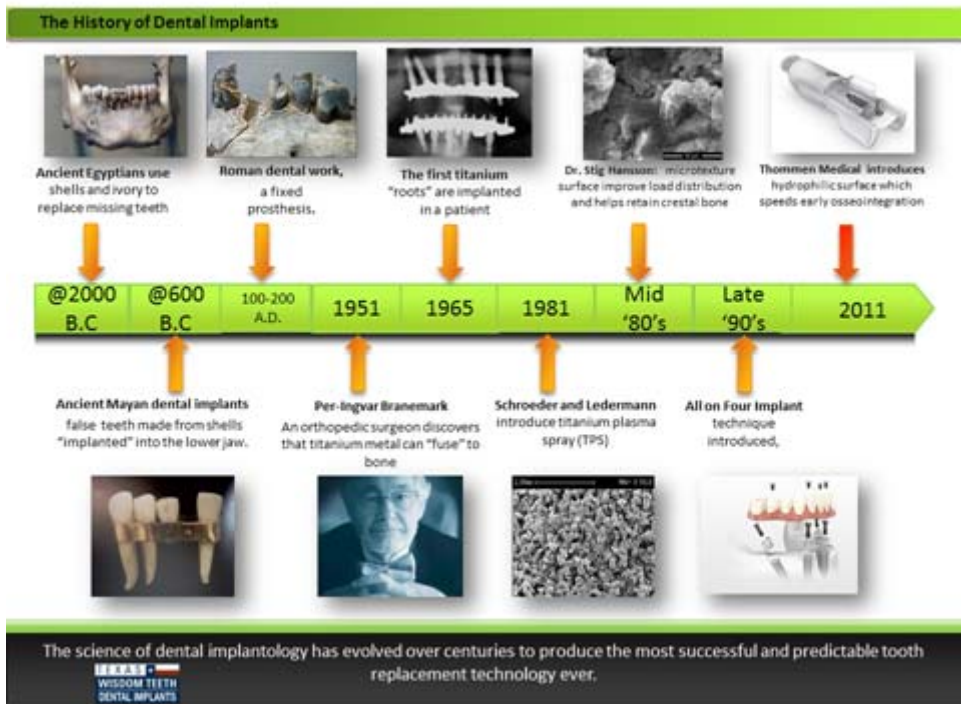 The History of Dental Implants
Ancient Egyptians use
shells and ivory to
replace missing teeth
Roman dental work,
a fixed
prosthesis.
The first titanium
"roots" are implanted
in a patient
Dr. Stig Hansson: microtexture
surface improve load distribution
and helps retain crestal bone
Thommen Medical introduces
hydrophilic surface which
speeds early osseointegration
@2000
B.C
@600
B.C
100-200
A.D.
1951
1965
1981
Mid
'80's
Late
'90's
2011
Ancient Mayan dental implants
false teeth made from shells
"implanted" into the lower jaw.
Per-Ingvar Branemark
An orthopedic surgeon discovers
that titanium metal can "fuse" to
bone
Schroeder and Ledermann
introduce titanium plasma
spray (TPS)
All on Four Implant
technique
introduced,
The science of dental implantology has evolved over centuries to produce the most successful and predictable tooth
replacement technology ever.
TEXAS
WISDOM TEETH
DENTAL IMPLANTS